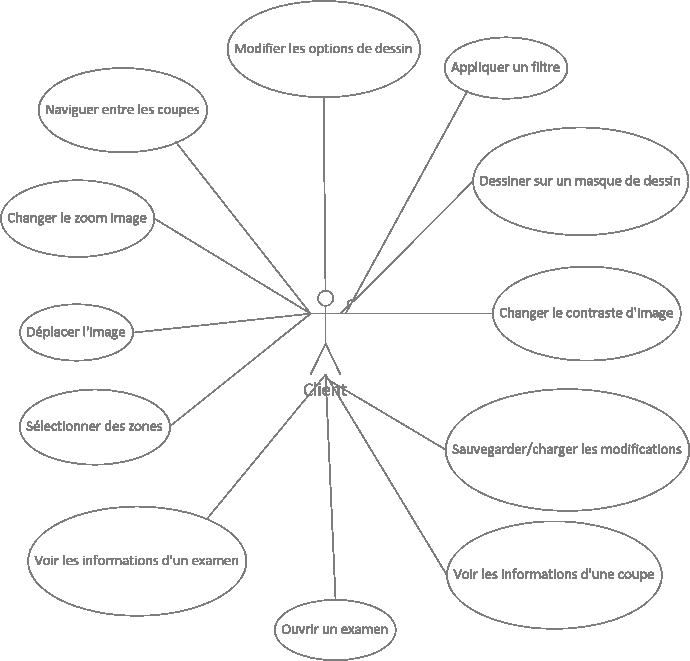 Modifier les options de dessin
Appliquer un filtre
Naviguer entre les coupes
Dessiner sur un masque de dessin
Changer le zoom image
Changer le contraste d'image
Déplacer l'image
Client
Sélectionner des zones
Sauvegarder/charger les modifications
Voir les informations d'un examen
Voir les informations d'une coupe
Ouvrir un examen